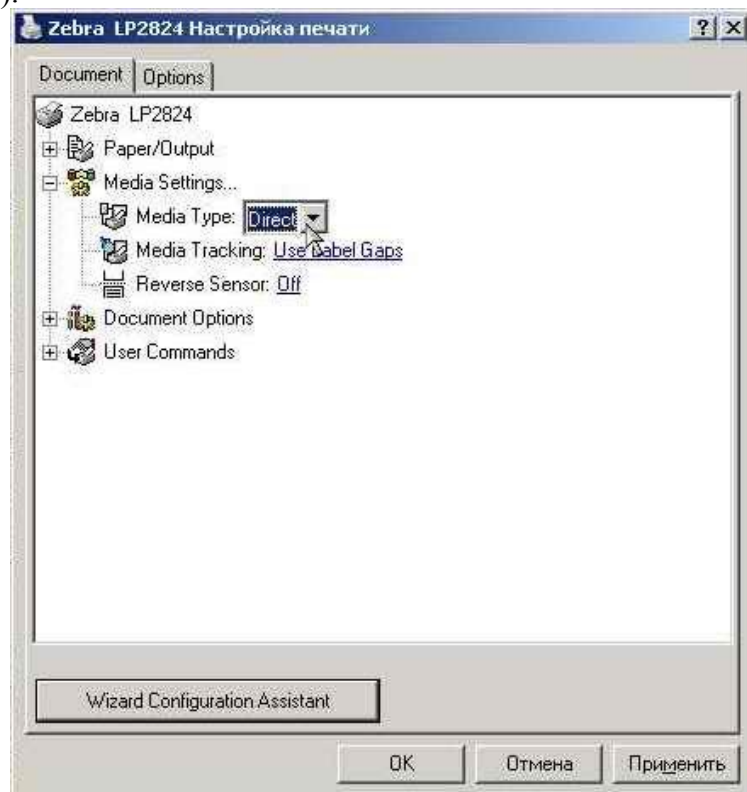 ).
Zebra LP2824 Настройка печати
Document Options
Zebra LP2824
Paper/Output
Media Settings...
Media Type: Direct
Media Tracking: Use Label Gaps
Reverse Sensor: Off
Document Options
User Commands
Wizard Configuration Assistant
OK Отмена Применить